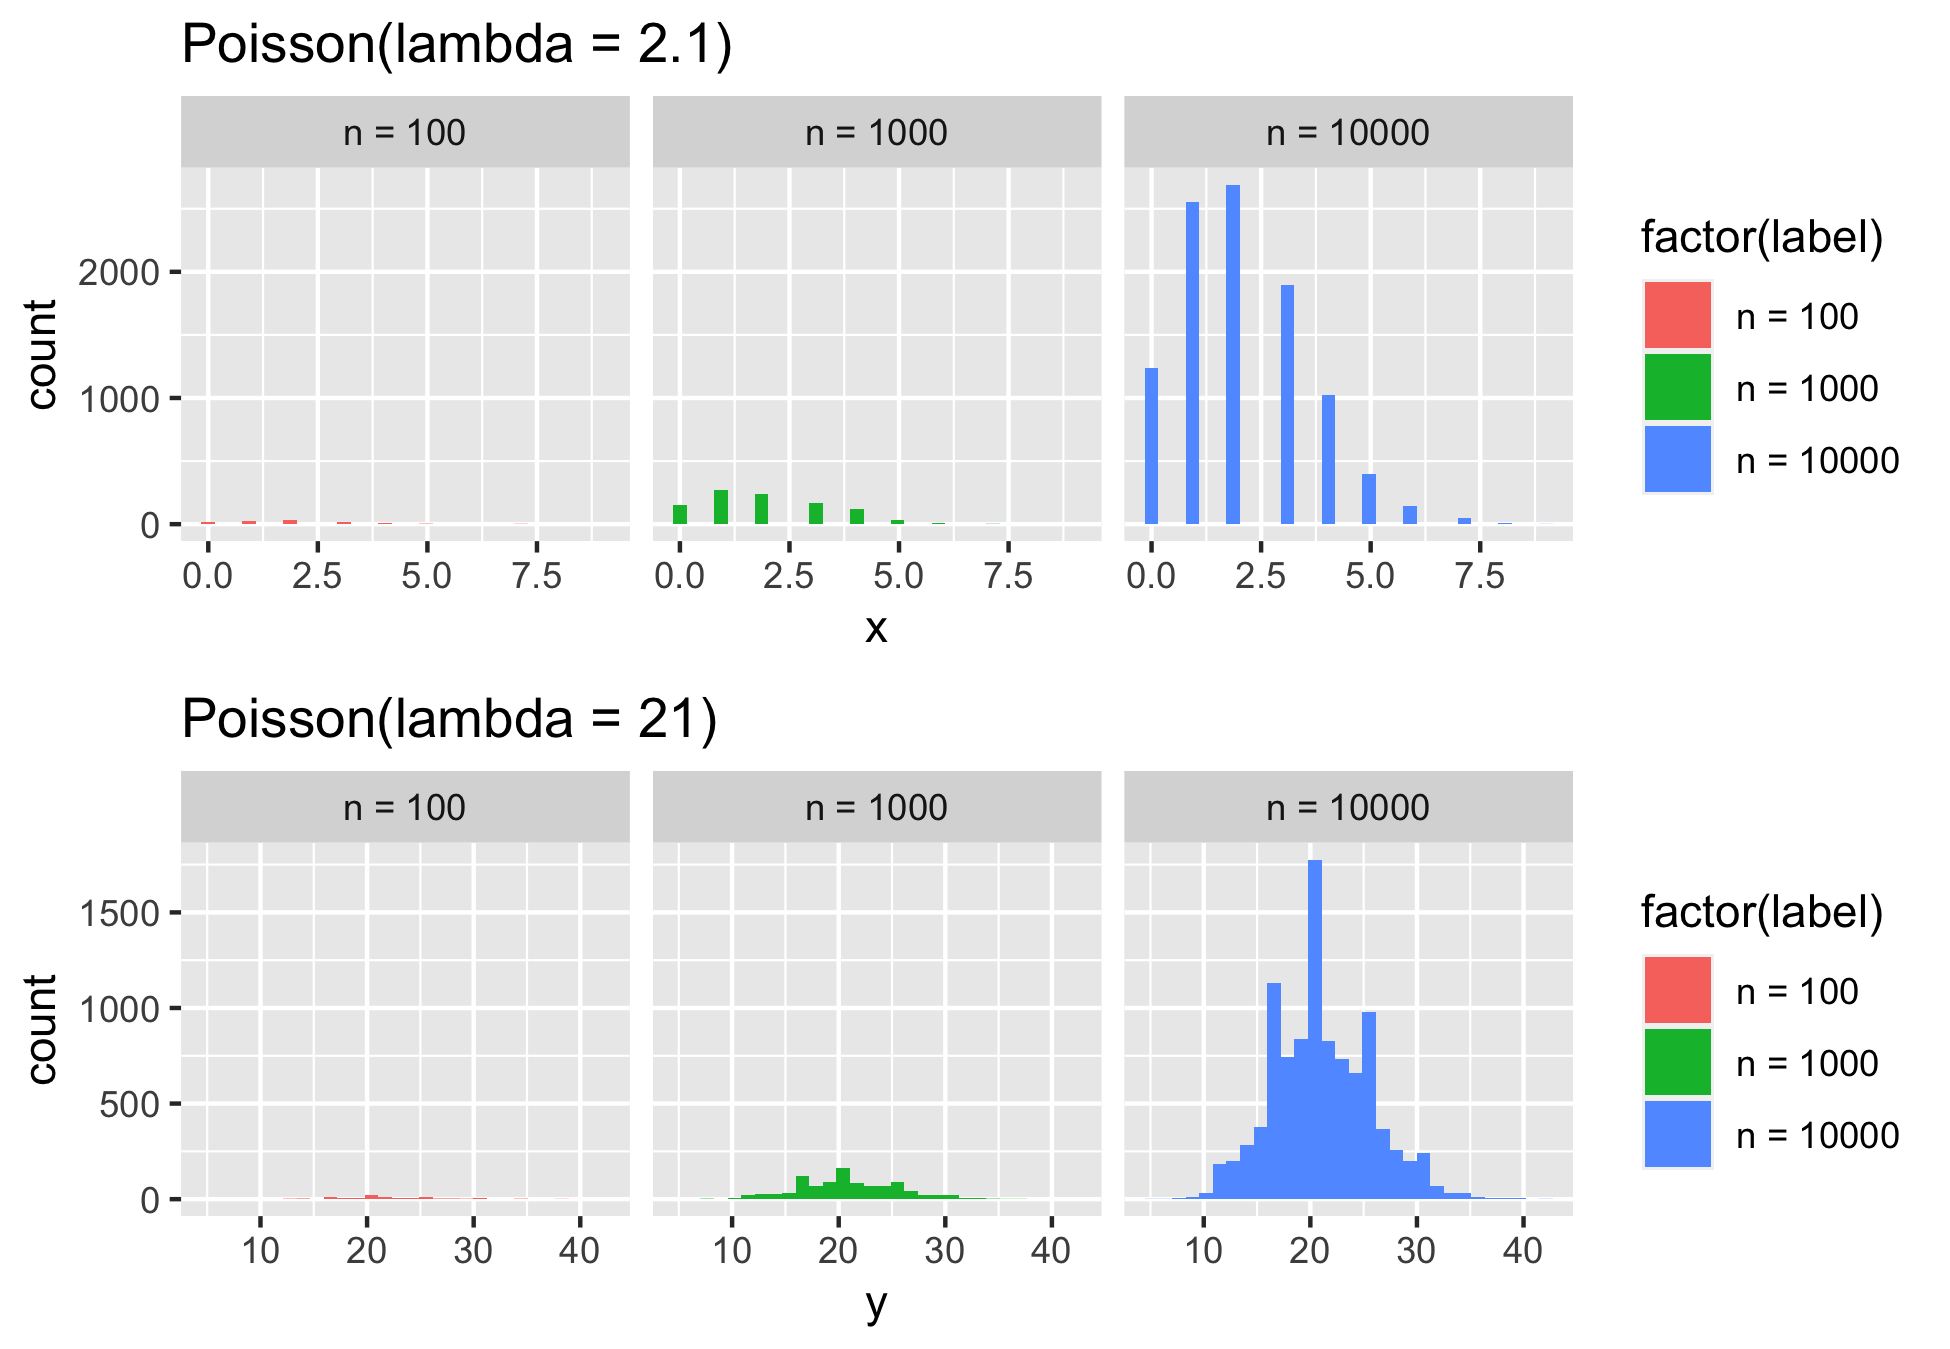 Poisson(lambda = 2.1)
n = 100
n = 1000
n = 10000
count
2000
1000
0
0.0 2.5 5.0 7.5
0.0 2.5 5.0 7.5
0.0 2.5 5.0 7.5
x
factor(label)
n = 100
n = 1000
n = 10000
Poisson(lambda = 21)
n = 100
n = 1000
n = 10000
count
1500
1000
500
0
10 20 30 40
10 20 30 40
10 20 30 40
y
factor(label)
n = 100
n = 1000
n = 10000